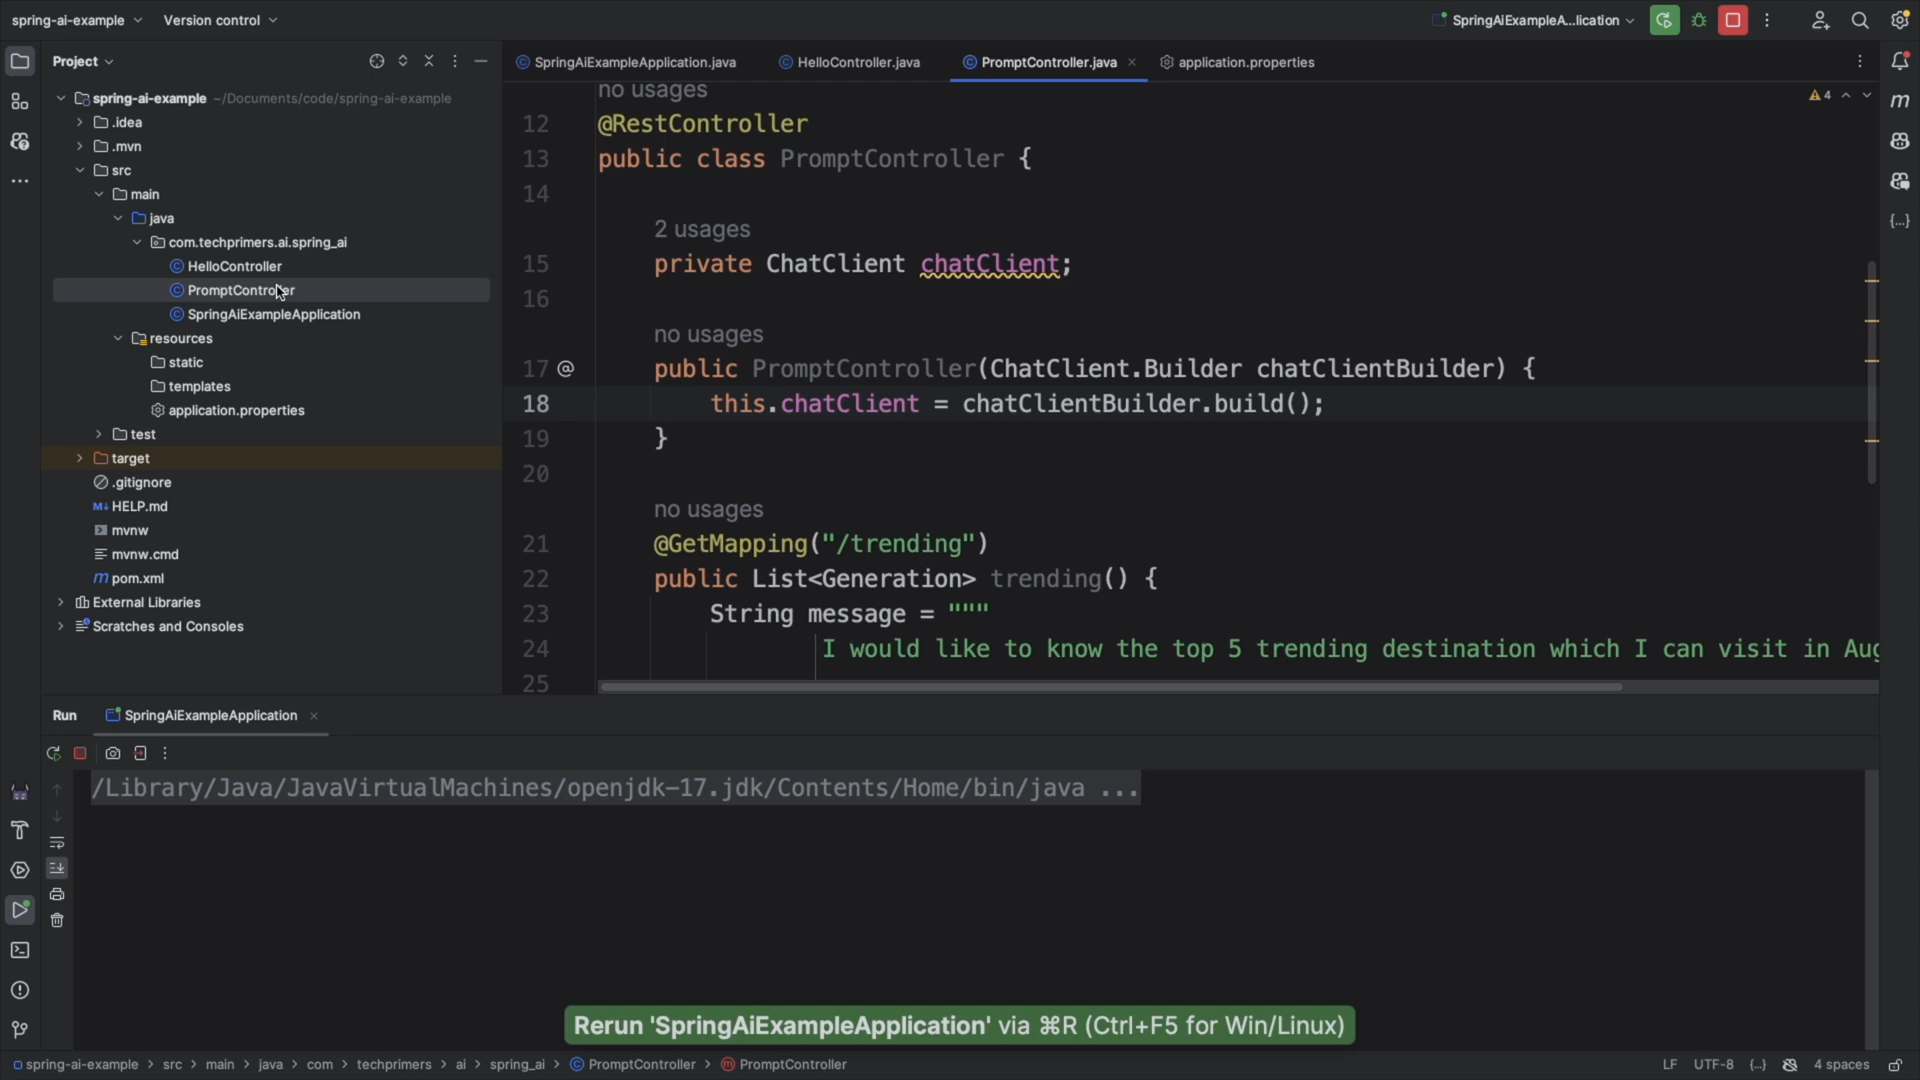 spring-ai-example
Version control
SpringAiExampleA...lication
Project
SpringAiExampleApplication.java
HelloController.java
PromptController.java
application.properties
spring-ai-example ~/Documents/code/spring-ai-example
.idea
.mvn
src
main
java
com.techprimers.ai.spring_ai
HelloController
PromptController
SpringAiExampleApplication
resources
static
templates
application.properties
test
target
.gitignore
M↓ HELP.md
mvnw
mvnw.cmd
m pom.xml
External Libraries
Scratches and Consoles
4
no usages
12 @RestController
13 public class PromptController {
14
2 usages
15 private ChatClient chatClient;
16
no usages
17 @ public PromptController(ChatClient.Builder chatClientBuilder) {
18 this.chatClient = chatClientBuilder.build();
19 }
20
no usages
21 @GetMapping("/trending")
22 public List<Generation> trending() {
23 String message = """
24 I would like to know the top 5 trending destination which I can visit in Aug
25
m
{...}
Run
SpringAiExampleApplication
/Library/Java/JavaVirtualMachines/openjdk-17.jdk/Contents/Home/bin/java ...
Rerun 'SpringAiExampleApplication' via ⌘R (Ctrl+F5 for Win/Linux)
spring-ai-example > src > main > java > com > techprimers > ai > spring_ai > PromptController > PromptController
LF UTF-8 {..} 4 spaces